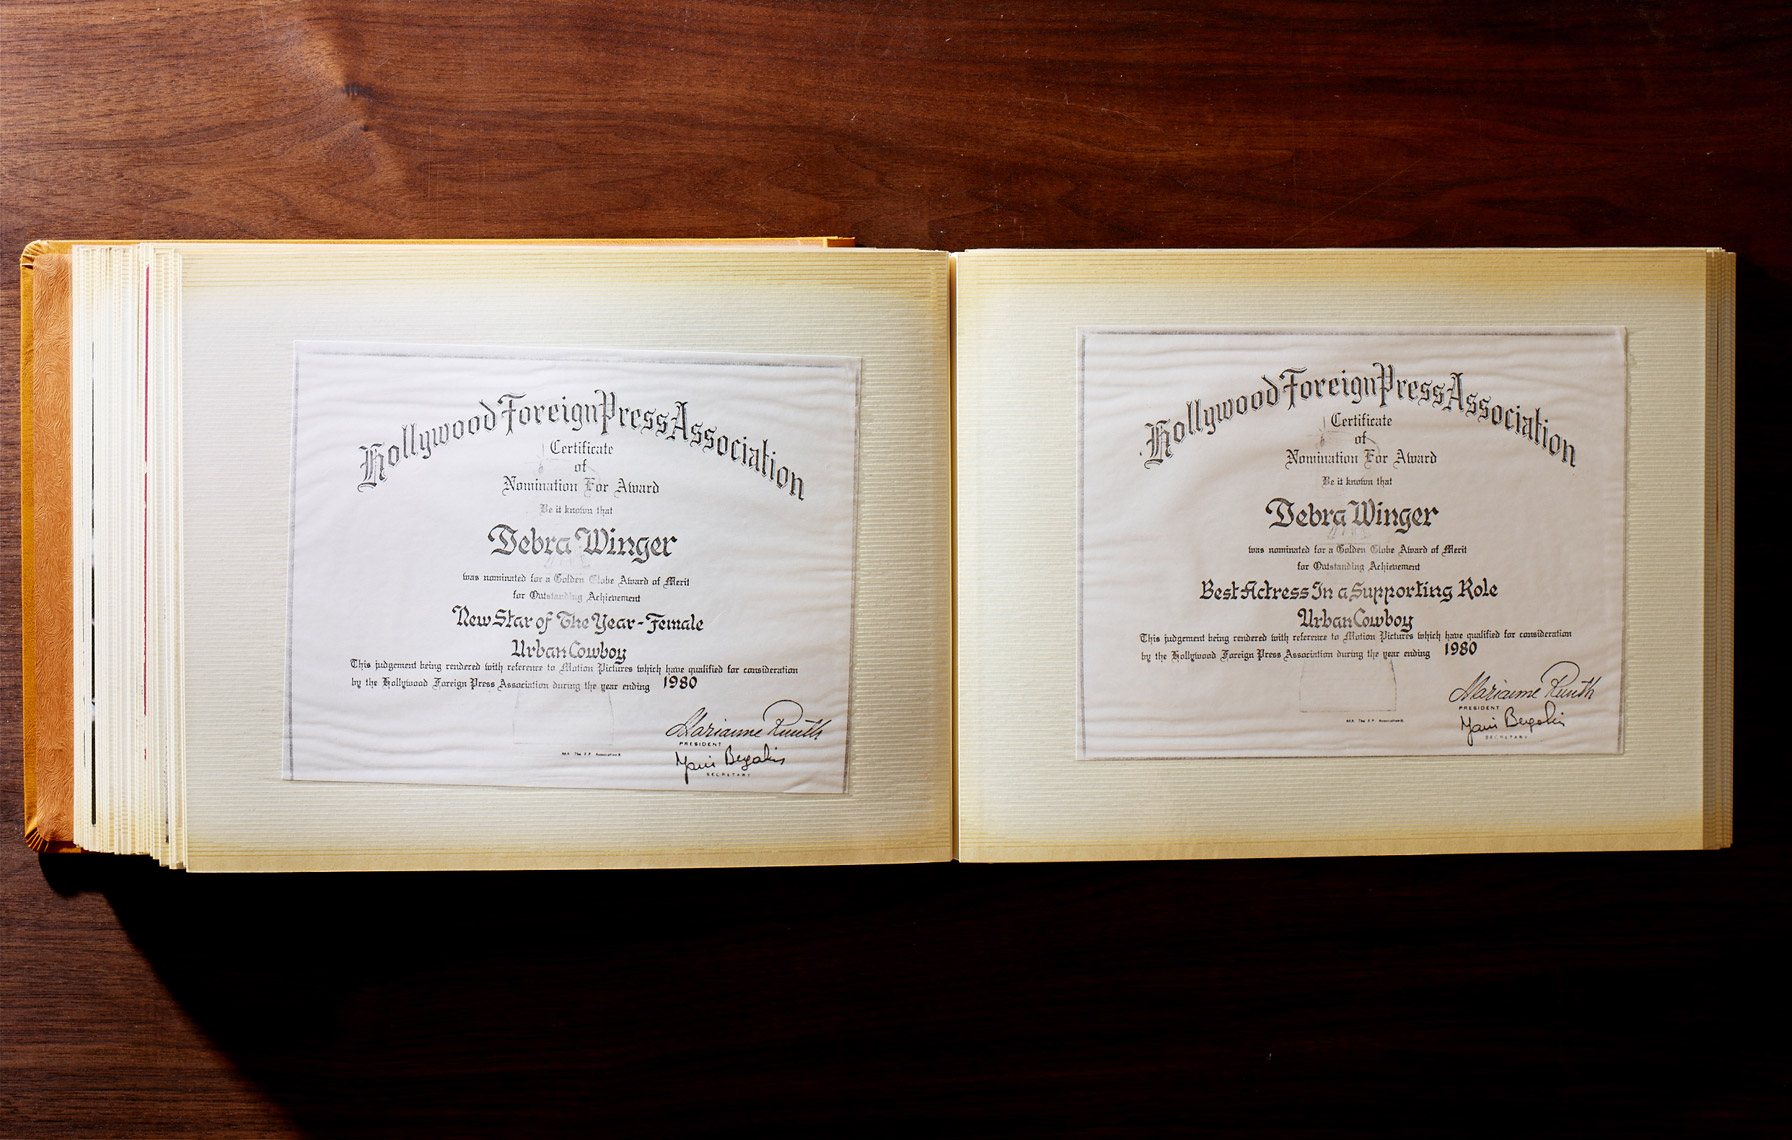 Hollywood Foreign Press Association
Certificate
of
Nomination For Award
Be it known that
Debra Winger
was nominated for a Golden Globe Award of Merit
for Outstanding Achievement
New Star of The Year - Female
Urban Cowboy
This judgement being rendered with reference to Motion Pictures which have qualified for consideration
by the Hollywood Foreign Press Association during the year ending 1980
Marianne Ruuth
PRESIDENT
SECRETARY
Hollywood Foreign Press Association
Certificate
of
Nomination For Award
Be it known that
Debra Winger
was nominated for a Golden Globe Award of Merit
for Outstanding Achievement
Best Actress In a Supporting Role
Urban Cowboy
This judgement being rendered with reference to Motion Pictures which have qualified for consideration
by the Hollywood Foreign Press Association during the year ending 1980
Marianne Ruuth
PRESIDENT
SECRETARY